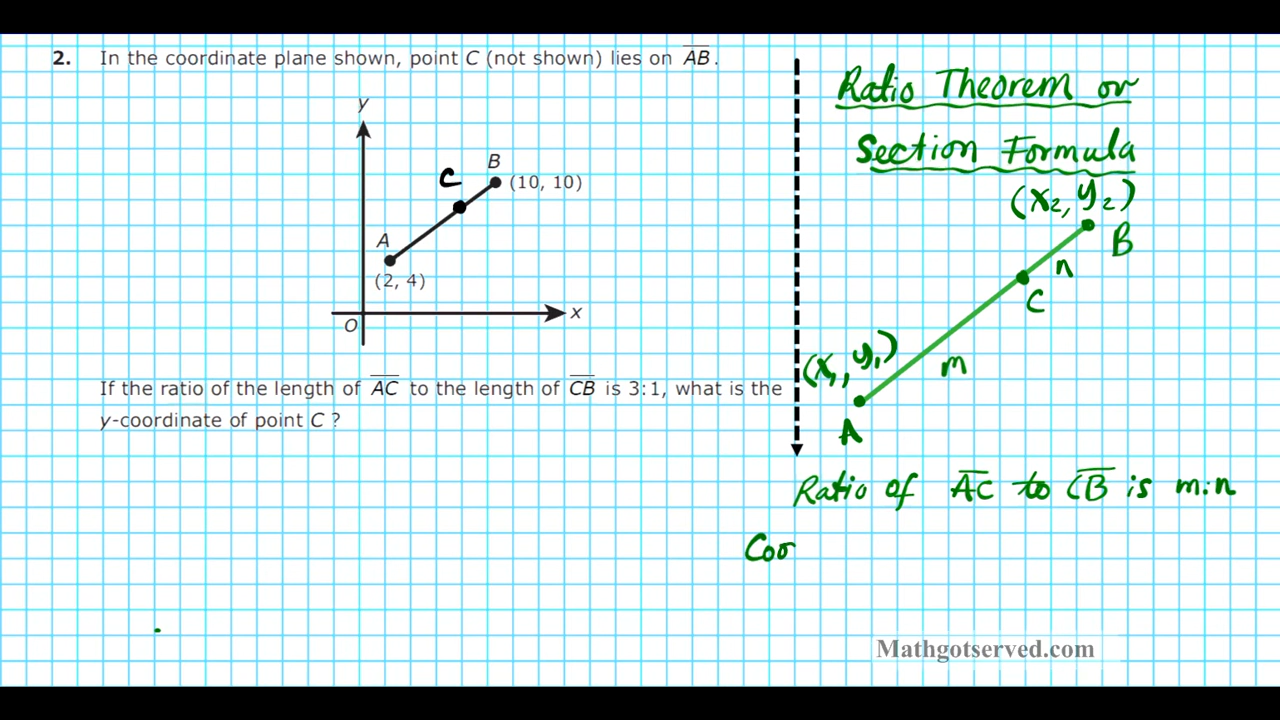 2. In the coordinate plane shown, point C (not shown) lies on AB.
y
C
B
(10, 10)
A
(2, 4)
O
x
If the ratio of the length of AC to the length of CB is 3:1, what is the
y-coordinate of point C ?
Ratio Theorem or
Section Formula
(x₂, y₂)
B
n
C
(x₁, y₁)
m
A
Ratio of AC to CB is m:n
Coor
Mathgotserved.com